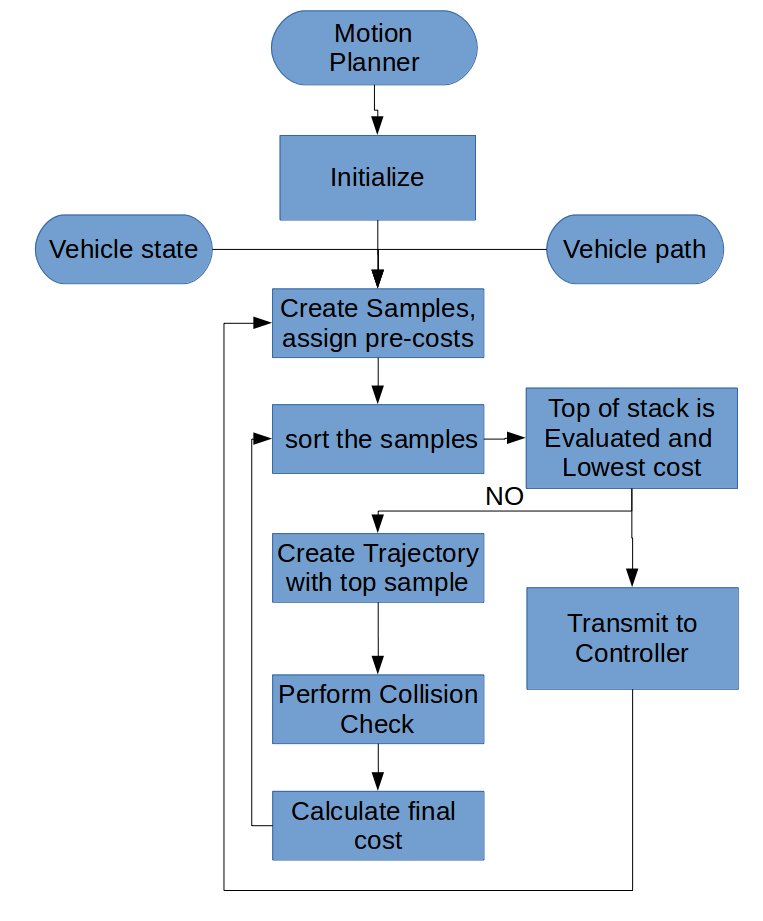 Motion
Planner
Initialize
Vehicle state
Vehicle path
Create Samples,
assign pre-costs
sort the samples
Top of stack is
Evaluated and
Lowest cost
NO
Create Trajectory
with top sample
Transmit to
Controller
Perform Collision
Check
Calculate final
cost